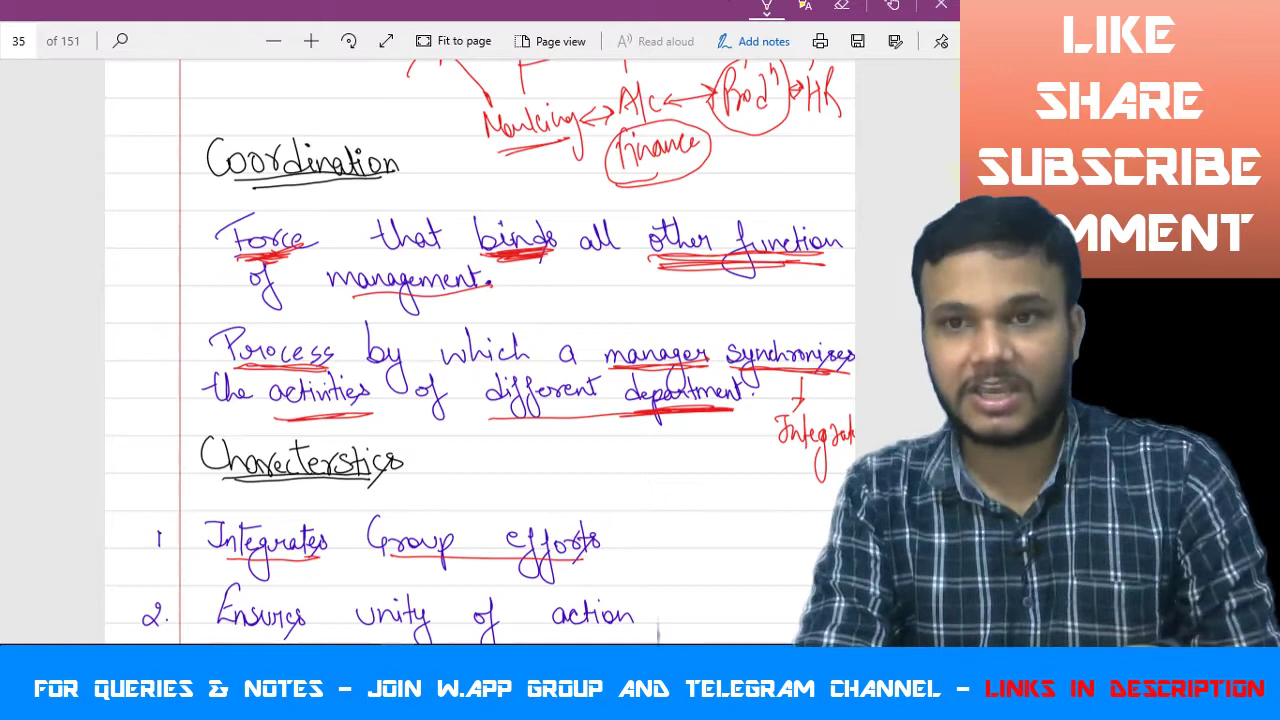 35 of 151 Fit to page Page view Read aloud Add notes
LIKE
SHARE
SUBSCRIBE
MMENT
A/c HR
Finance
Coordination
Force that binds all other function
of management.
Process by which a manager synchronises
the activities of different department.
Integrat
Charecterstics
1 Integrates Group efforts
2. Ensures unity of action
FOR QUERIES & NOTES - JOIN W.APP GROUP AND TELEGRAM CHANNEL - LINKS IN DESCRIPTION